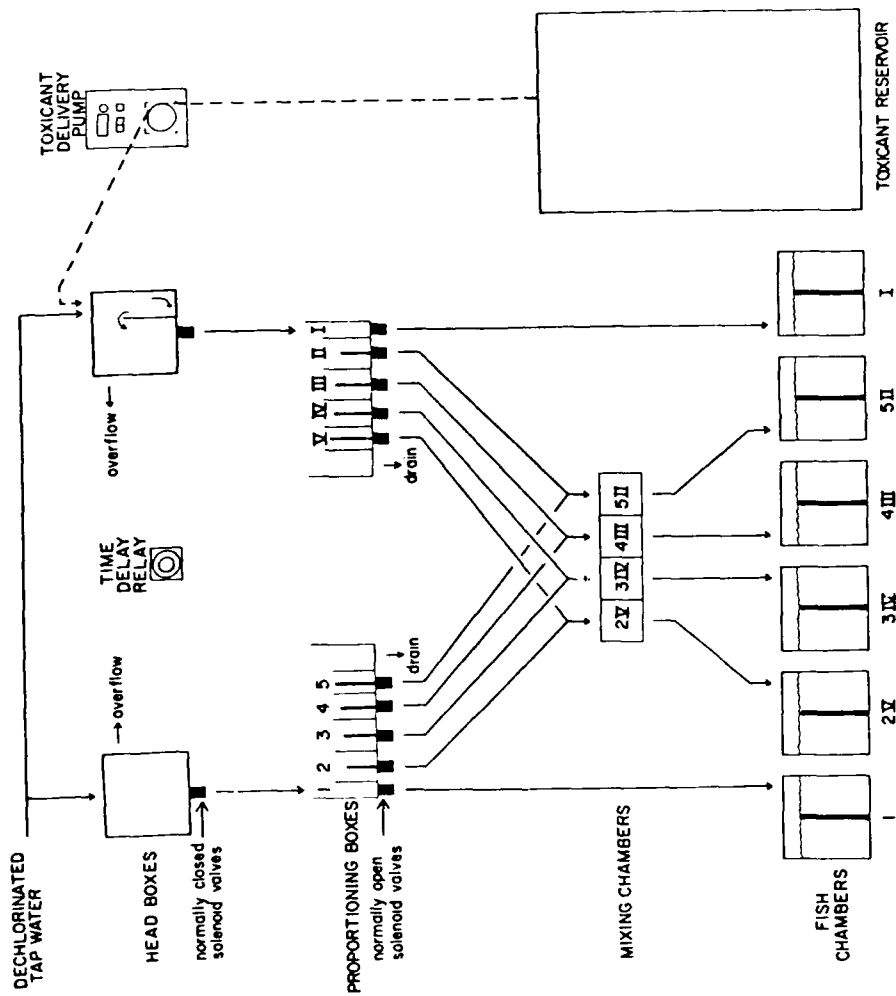 DECHLORINATED
TAP WATER
TOXICANT
DELIVERY
PUMP
HEAD BOXES
→overflow
TIME
DELAY
RELAY
overflow←
normally closed
solenoid valves
PROPORTIONING BOXES
1 2 3 4 5
V IV III II I
drain
drain
normally open
solenoid valves
MIXING CHAMBERS
2V 3IV 4III 5II
FISH
CHAMBERS
1 2V 3IV 4III 5II I
TOXICANT RESERVOIR